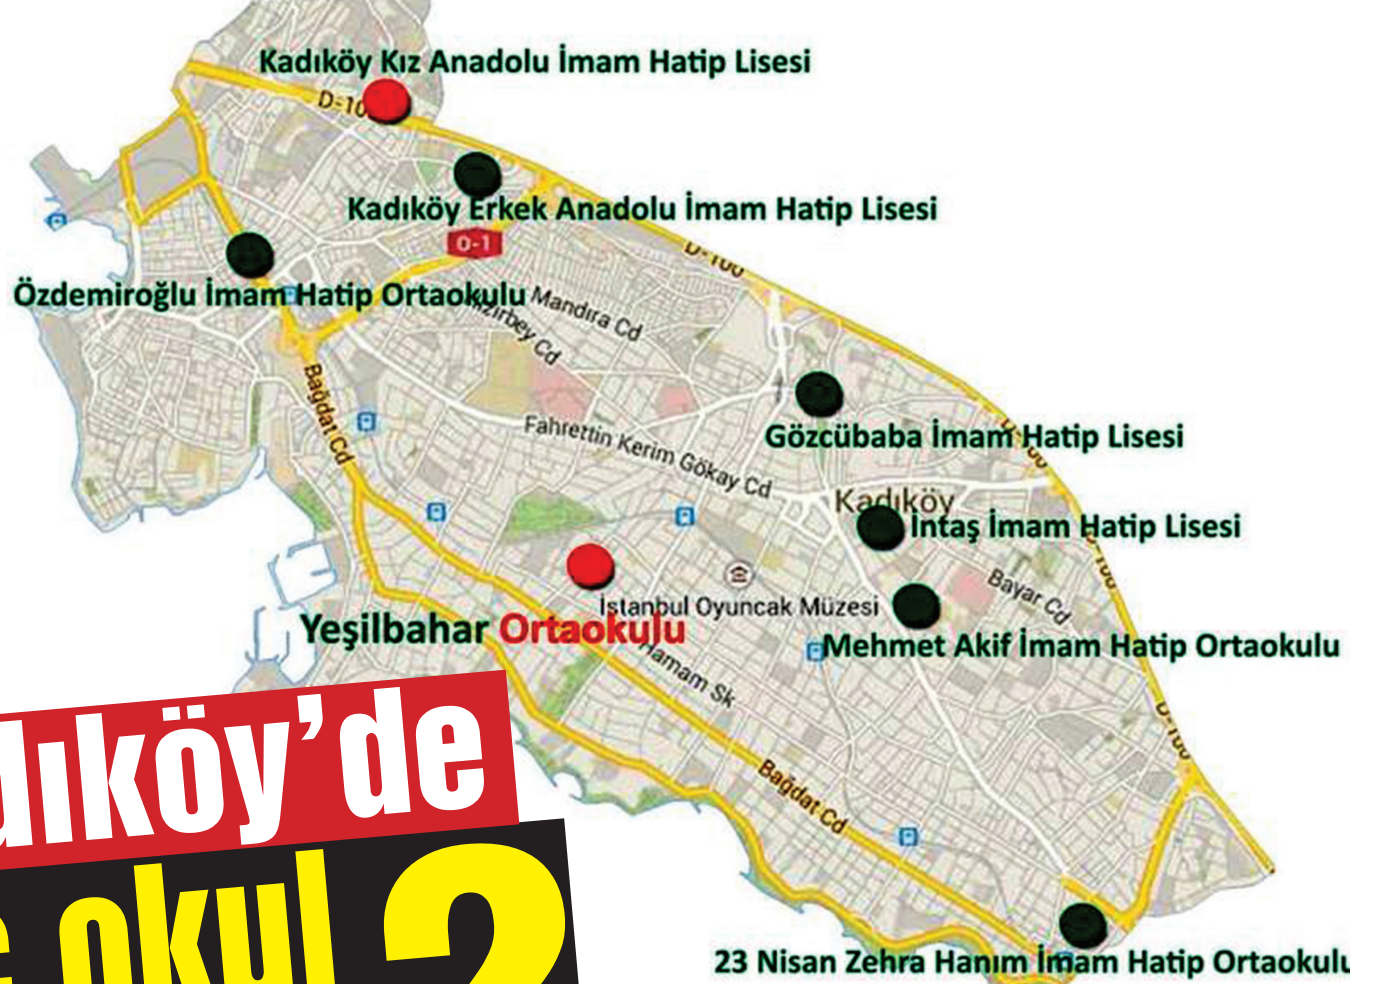 Kadıköy Kız Anadolu İmam Hatip Lisesi
Kadıköy Erkek Anadolu İmam Hatip Lisesi
O-1
D-100
Özdemiroğlu İmam Hatip Ortaokulu
Mandıra Cd
Cd
Bağdat Cd
Fahrettin Kerim Gökay Cd
Gözcübaba İmam Hatip Lisesi
Kadıköy
İntaş İmam Hatip Lisesi
Bayar Cd
İstanbul Oyuncak Müzesi
Yeşilbahar Ortaokulu
Mehmet Akif İmam Hatip Ortaokulu
Hamam Sk
D-100
Bağdat Cd
dıköy’de
okul ?
23 Nisan Zehra Hanım İmam Hatip Ortaokulu